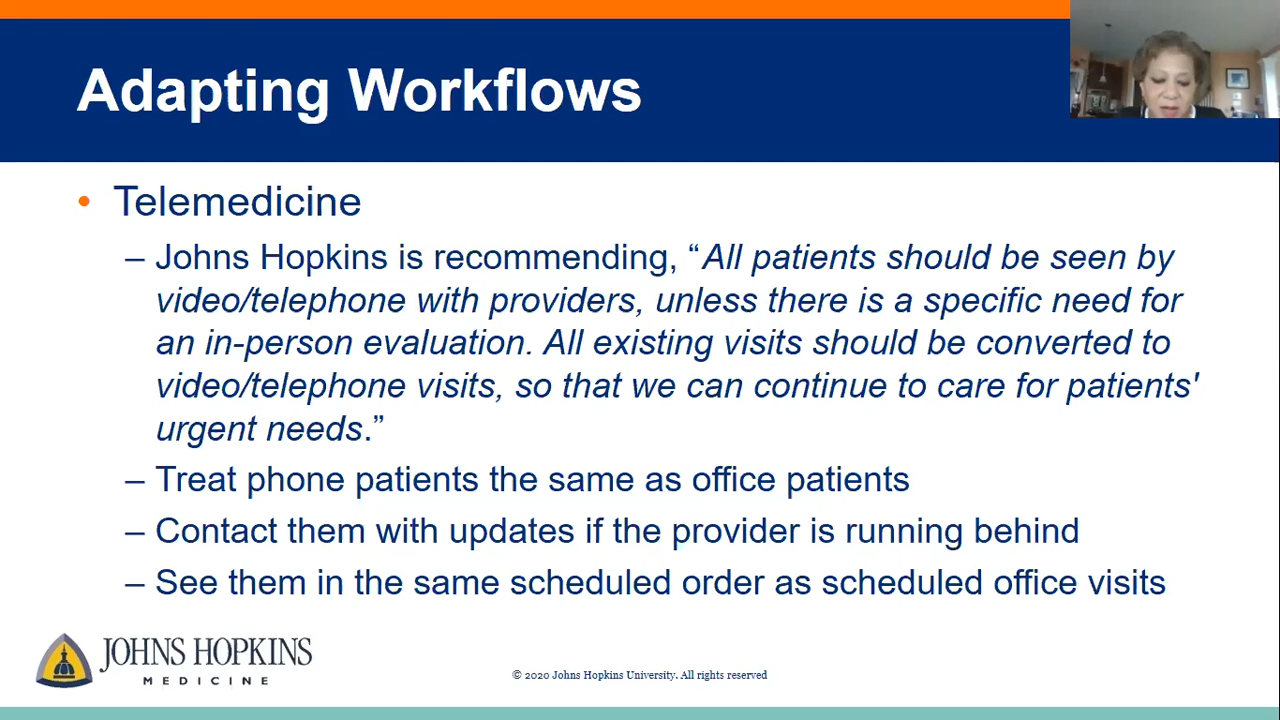 Adapting Workflows
• Telemedicine
– Johns Hopkins is recommending, “All patients should be seen by
video/telephone with providers, unless there is a specific need for
an in-person evaluation. All existing visits should be converted to
video/telephone visits, so that we can continue to care for patients'
urgent needs.”
– Treat phone patients the same as office patients
– Contact them with updates if the provider is running behind
– See them in the same scheduled order as scheduled office visits
JOHNS HOPKINS
MEDICINE
© 2020 Johns Hopkins University. All rights reserved